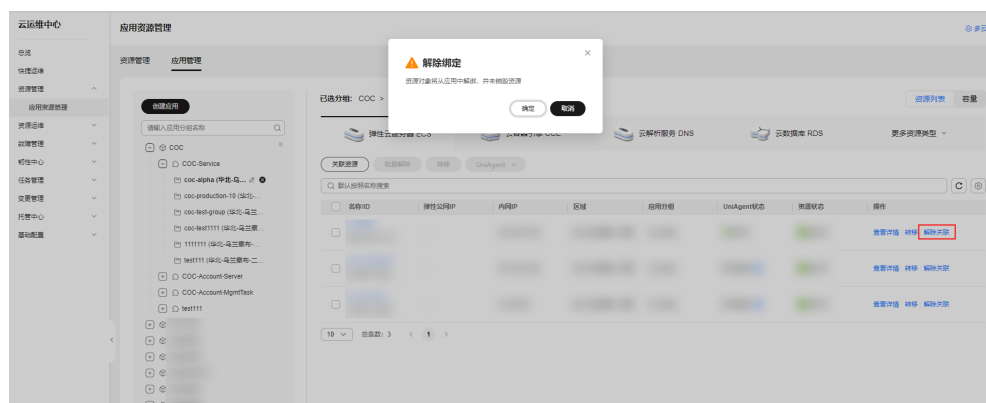 云运维中心
应用资源管理
总览
快捷运维
资源管理
应用资源管理
资源运维
故障管理
韧性中心
任务管理
变更管理
托管中心
基础配置
资源管理 应用管理
解除绑定
资源对象将从应用中解绑、并未销毁资源
确定 取消
创建应用
请输入应用分组名称
COC
COC-Service
coc-alpha (华北-乌...
coc-production-10 (华北-...
coc-test-group (华北-乌兰...
coc-test1111 (华北-乌兰察...
1111111 (华北-乌兰察布-...
test111 (华北-乌兰察布-二...
COC-Account-Server
COC-Account-MgmtTask
test111
已选分组: COC >
资源列表 容量
弹性云服务器 ECS
云容器引擎 CCE
云解析服务 DNS
云数据库 RDS
更多资源类型
关联资源 批量解除 转移 UniAgent
默认按照名称搜索
名称/ID 弹性公网IP 内网IP 区域 应用分组 UniAgent状态 资源状态 操作
查看详情 转移 解除关联
查看详情 转移 解除关联
查看详情 转移 解除关联
10 总条数: 3 < 1 >